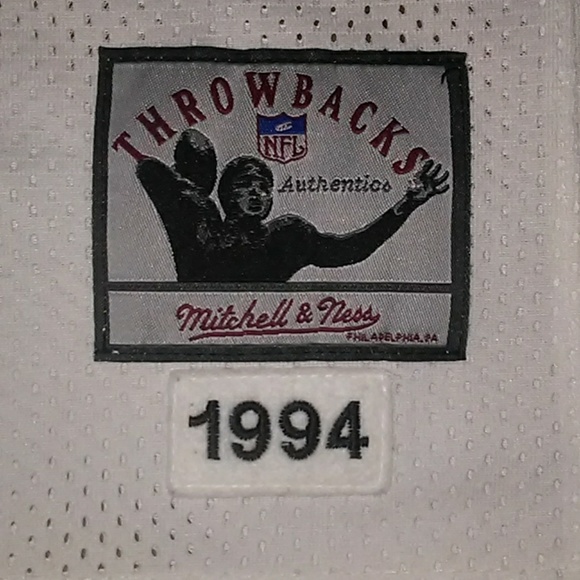 THROWBACKS
NFL
Authentics
Mitchell & Ness
PHILADELPHIA, PA
1994